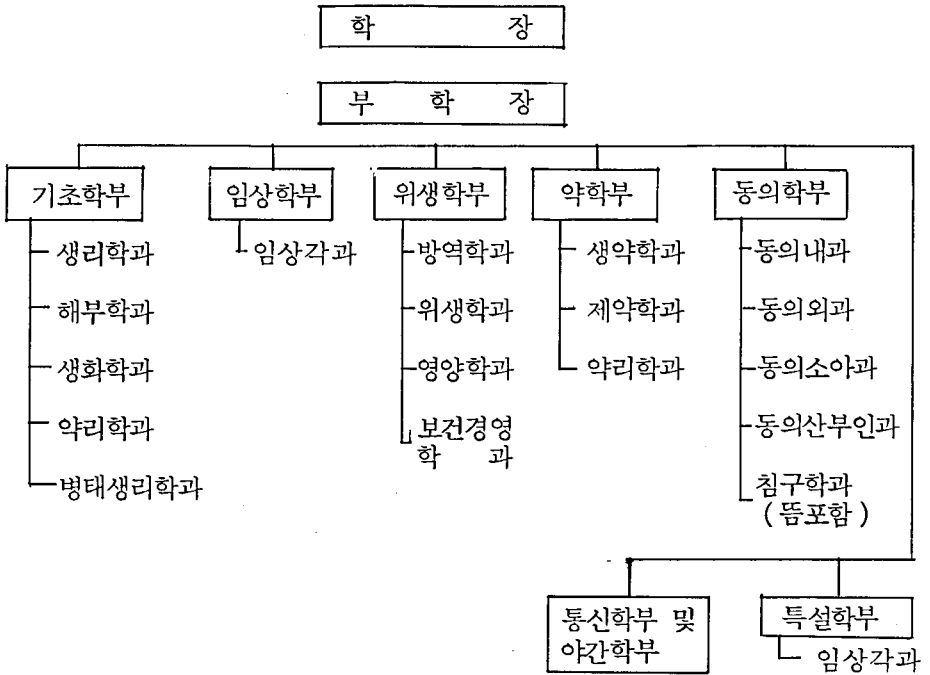 학 장
부 학 장
기초학부
생리학과
해부학과
생화학과
약리학과
병태생리학과
임상학부
임상각과
위생학부
방역학과
위생학과
영양학과
보건경영
학 과
약학부
생약학과
제약학과
약리학과
동의학부
동의내과
동의외과
동의소아과
동의산부인과
침구학과
(뜸포함)
통신학부 및
야간학부
특설학부
임상각과